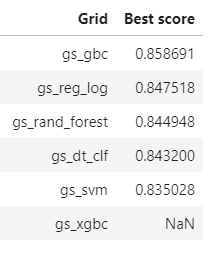 Grid Best score
gs_gbc 0.858691
gs_reg_log 0.847518
gs_rand_forest 0.844948
gs_dt_clf 0.843200
gs_svm 0.835028
gs_xgbc NaN